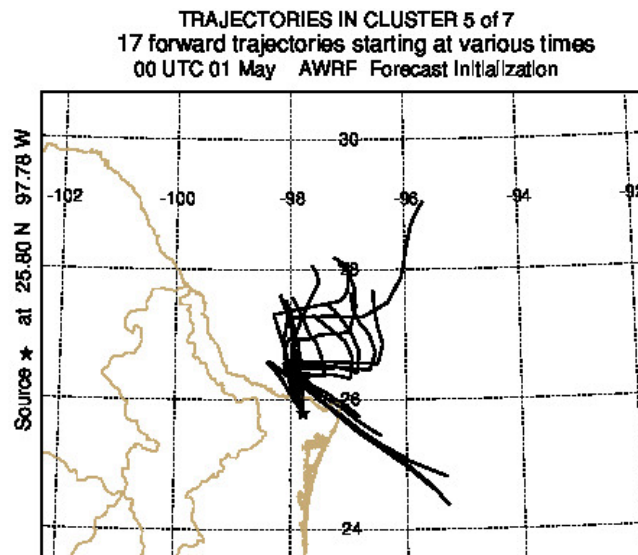 TRAJECTORIES IN CLUSTER 5 of 7
17 forward trajectories starting at various times
00 UTC 01 May AWRF Forecast Initialization
Source ★ at 25.80 N 97.78 W
30
-102
-100
-98
-96
-94
-92
28
26
24